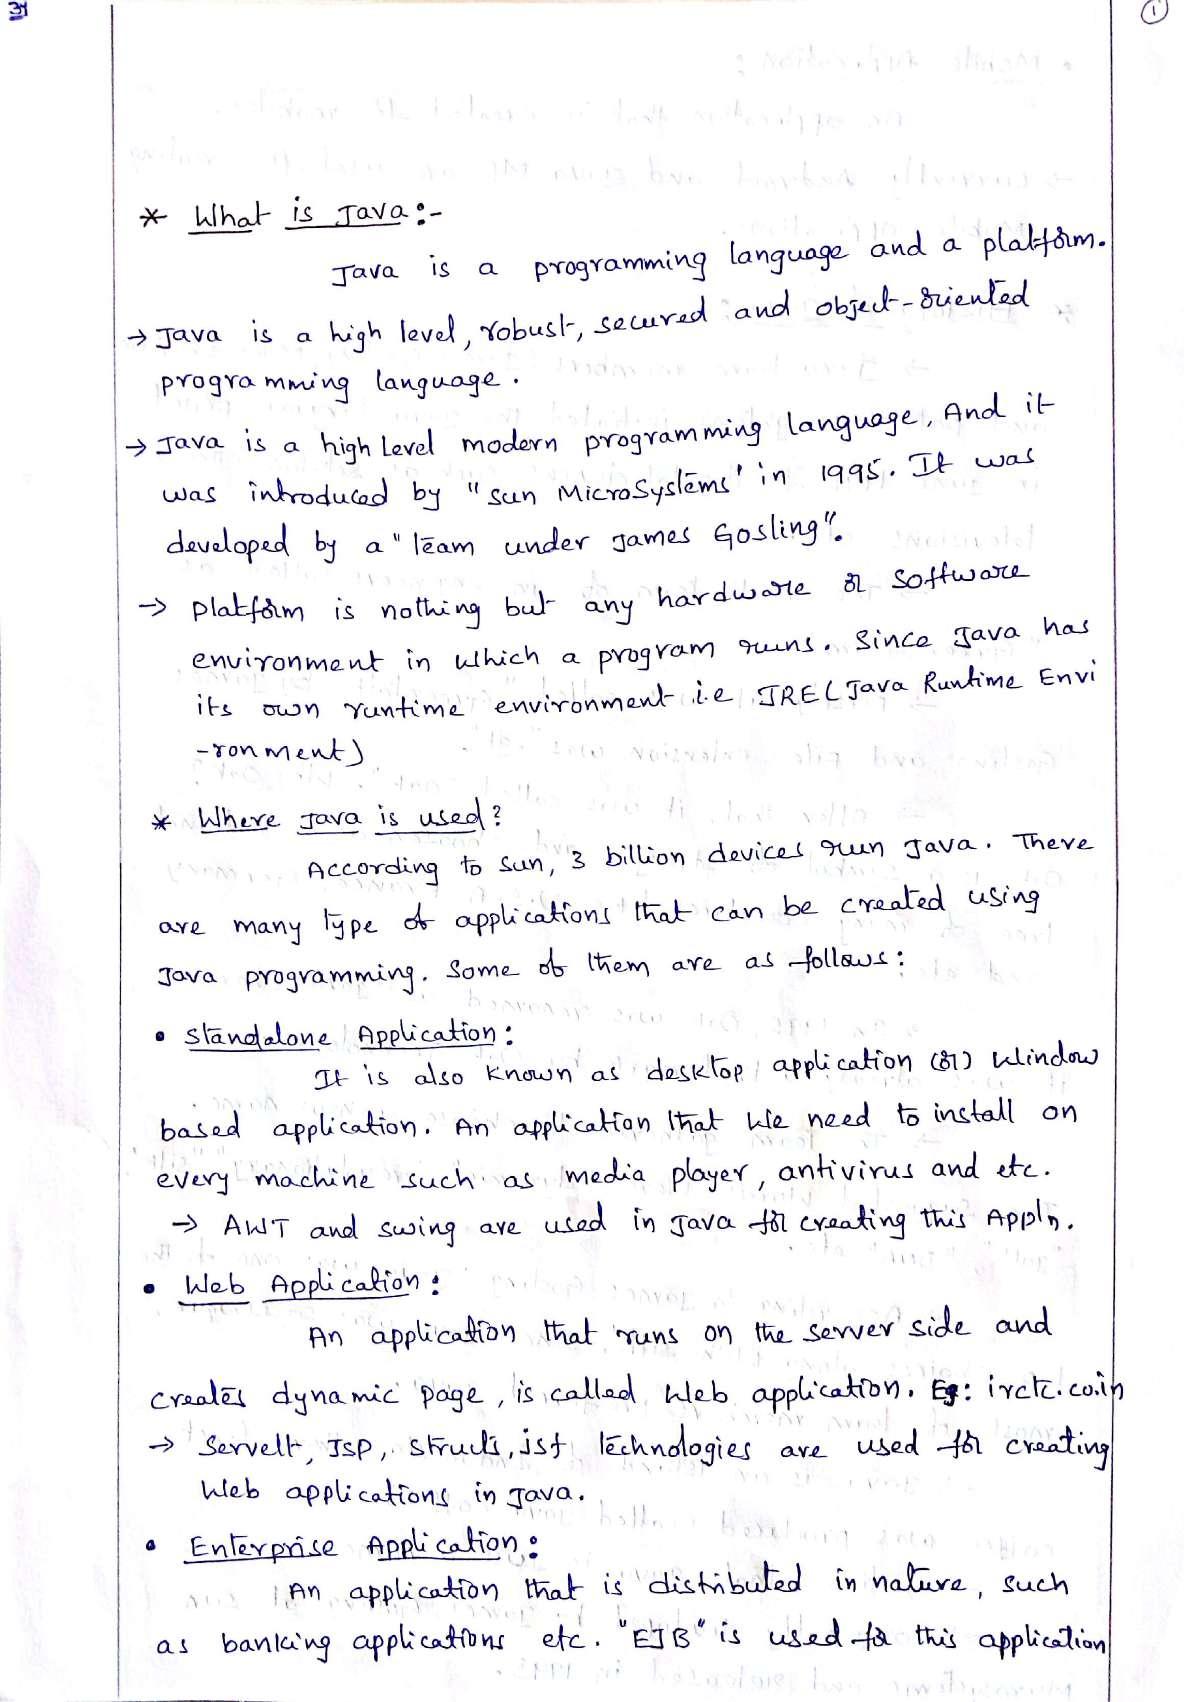 1
* What is Java:-
Java is a programming language and a platform.
→ Java is a high level, robust, secured and object-oriented
programming language.
→ Java is a high Level modern programming language, And it
was introduced by "sun MicroSystems' in 1995. It was
developed by a "team under James Gosling".
→ platform is nothing but any hardware or software
environment in which a program runs. Since Java has
its own runtime environment i.e JRE(Java Runtime Envi
-ronment)
* Where Java is used?
According to sun, 3 billion devices run Java. There
are many type of applications that can be created using
Java programming. Some of them are as follows:
• Standalone Application:
It is also known as desktop application (or) Window
based application. An application that We need to install on
every machine such as media player, antivirus and etc.
→ AWT and swing are used in Java for creating this Appln.
• Web Application:
An application that runs on the server side and
creates dynamic page, is called Web application. Eg: irctc.co.in
→ Servelt, JSP, Structs, jsf technologies are used for creating
Web applications in Java.
• Enterprise Application:
An application that is distributed in nature, such
as banking applications etc. "EJB" is used for this application